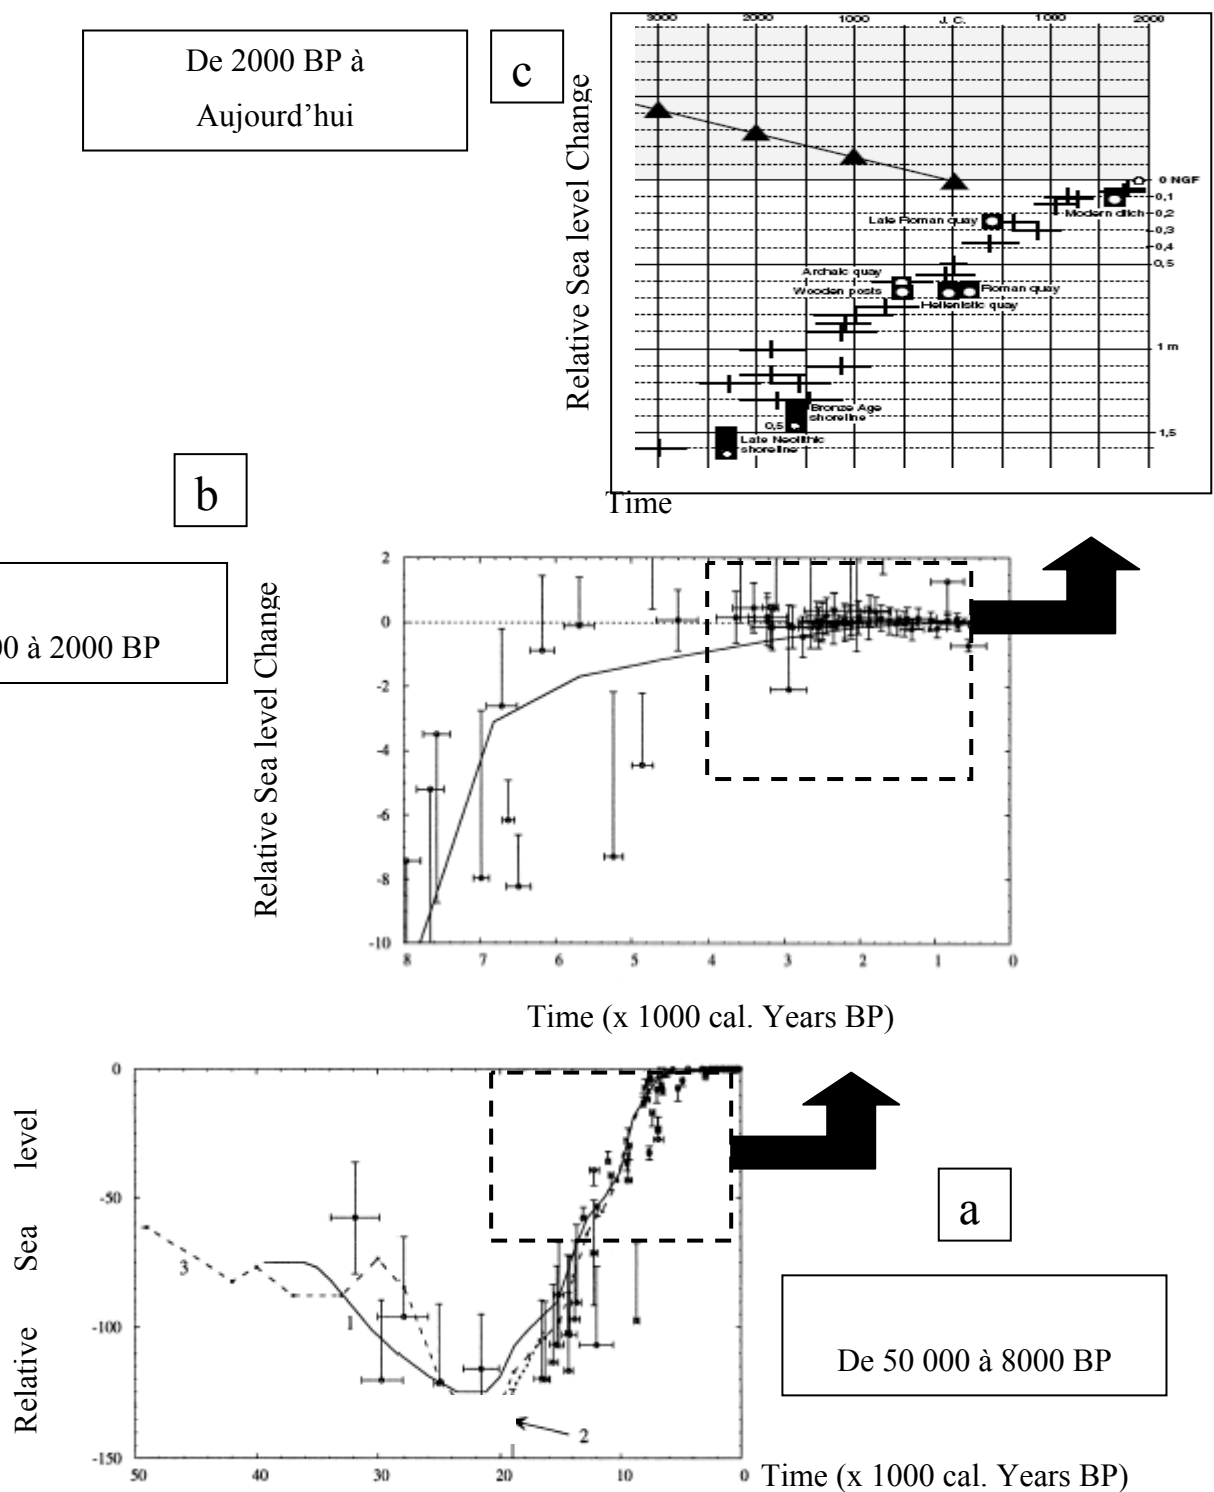 De 2000 BP à
Aujourd'hui
c
Relative Sea level Change
3000 2000 1000 J. C. 1000 2000
0 NGF
0,1
Modern ditch 0,2
Late Roman quay 0,3
0,4
0,5
Archaic quay
Wooden posts Roman quay
Hellenistic quay
1 m
Bronze Age
shoreline
0,5
1,5
Late Neolithic
shoreline
Time
b
00 à 2000 BP
Relative Sea level Change
2
0
-2
-4
-6
-8
-10
8 7 6 5 4 3 2 1 0
Time (x 1000 cal. Years BP)
Relative Sea level
0
-50
-100
-150
3
1
2
50 40 30 20 10 0
Time (x 1000 cal. Years BP)
a
De 50 000 à 8000 BP